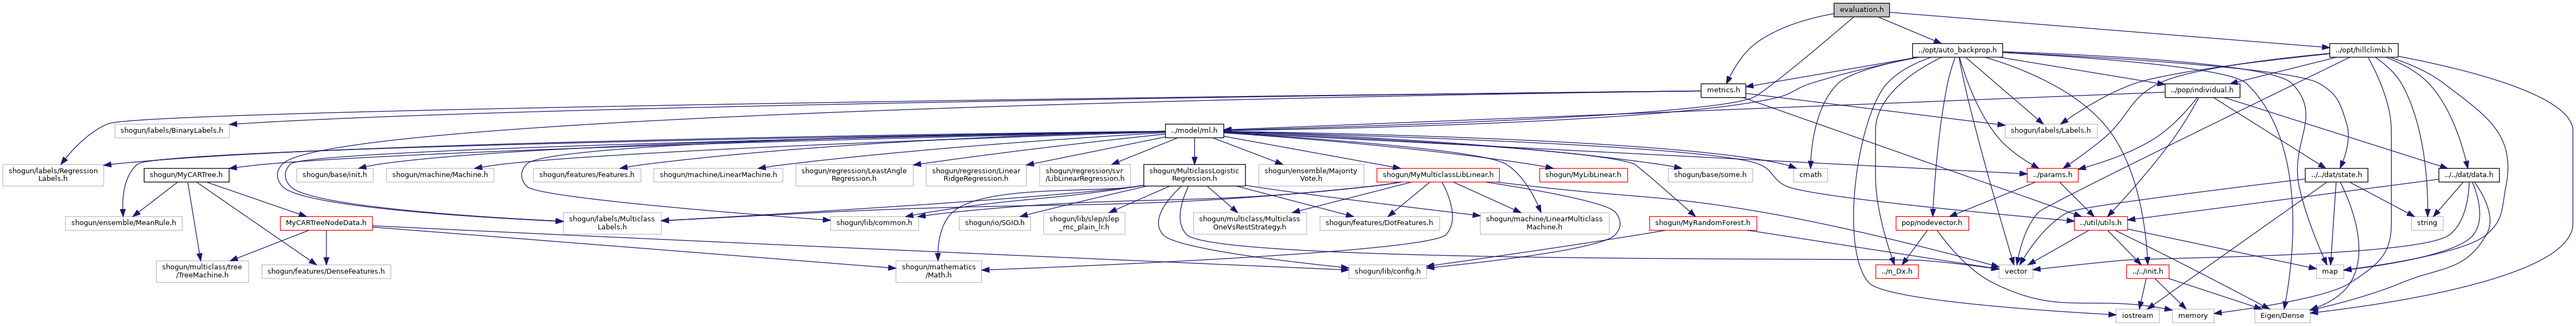 evaluation.h
../opt/auto_backprop.h
../opt/hillclimb.h
metrics.h
../pop/individual.h
shogun/labels/BinaryLabels.h
../model/ml.h
shogun/labels/Labels.h
shogun/labels/Regression
Labels.h
shogun/MyCARTree.h
shogun/base/init.h
shogun/machine/Machine.h
shogun/features/Features.h
shogun/machine/LinearMachine.h
shogun/regression/LeastAngle
Regression.h
shogun/regression/Linear
RidgeRegression.h
shogun/regression/svr
/LibLinearRegression.h
shogun/MulticlassLogistic
Regression.h
shogun/ensemble/Majority
Vote.h
shogun/MyMulticlassLibLinear.h
shogun/MyLibLinear.h
shogun/base/some.h
cmath
../params.h
../../dat/state.h
../../dat/data.h
shogun/ensemble/MeanRule.h
MyCARTreeNodeData.h
shogun/labels/Multiclass
Labels.h
shogun/lib/common.h
shogun/io/SGIO.h
shogun/lib/slep/slep
_mc_plain_lr.h
shogun/multiclass/Multiclass
OneVsRestStrategy.h
shogun/features/DotFeatures.h
shogun/machine/LinearMulticlass
Machine.h
shogun/MyRandomForest.h
pop/nodevector.h
../util/utils.h
string
shogun/multiclass/tree
/TreeMachine.h
shogun/features/DenseFeatures.h
shogun/mathematics
/Math.h
shogun/lib/config.h
../n_Dx.h
vector
../../init.h
map
iostream
memory
Eigen/Dense